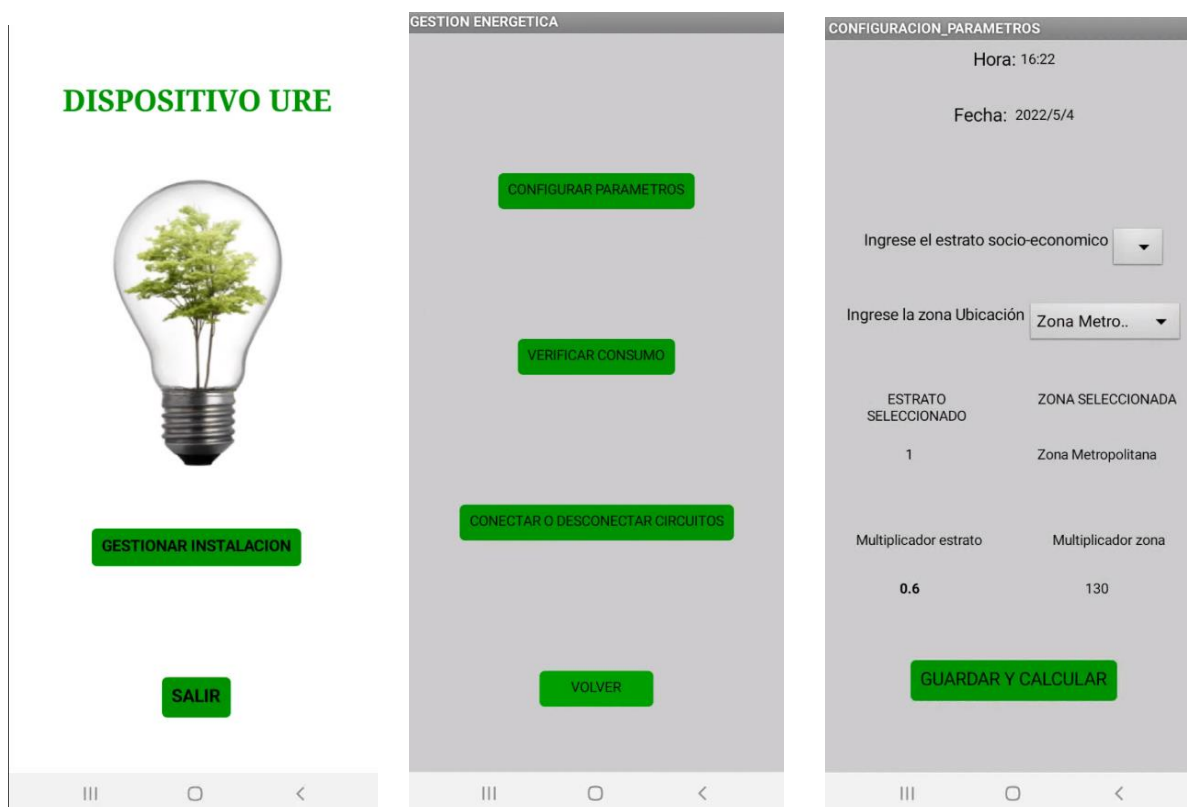 DISPOSITIVO URE
GESTIONAR INSTALACION
SALIR
GESTION ENERGETICA
CONFIGURAR PARAMETROS
VERIFICAR CONSUMO
CONECTAR O DESCONECTAR CIRCUITOS
VOLVER
CONFIGURACION_PARAMETROS
Hora: 16:22
Fecha: 2022/5/4
Ingrese el estrato socio-economico
Ingrese la zona Ubicación Zona Metro..
ESTRATO
SELECCIONADO
ZONA SELECCIONADA
1
Zona Metropolitana
Multiplicador estrato
Multiplicador zona
0.6
130
GUARDAR Y CALCULAR